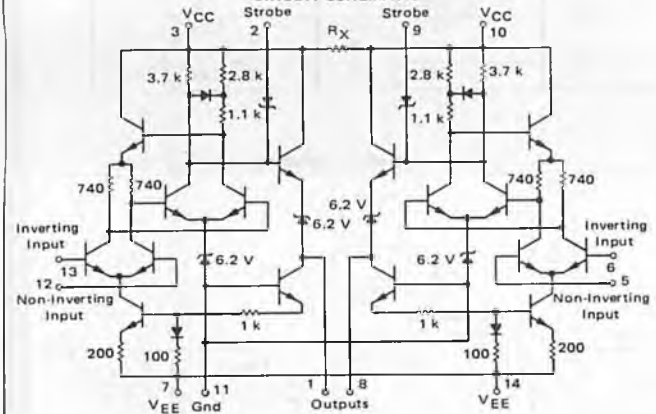 VCC Strobe Strobe VCC
3 2 RX 9 10
3.7 k 2.8 k 2.8 k 3.7 k
1.1 k 1.1 k
740 740 740 740
6.2 V 6.2 V
Inverting Input 13 6.2 V 6.2 V Inverting Input 6
12 5
Non-Inverting Input Non-Inverting Input
1 k 1 k
200 100 100 200
7 11 1 8 14
VEE Gnd Outputs VEE